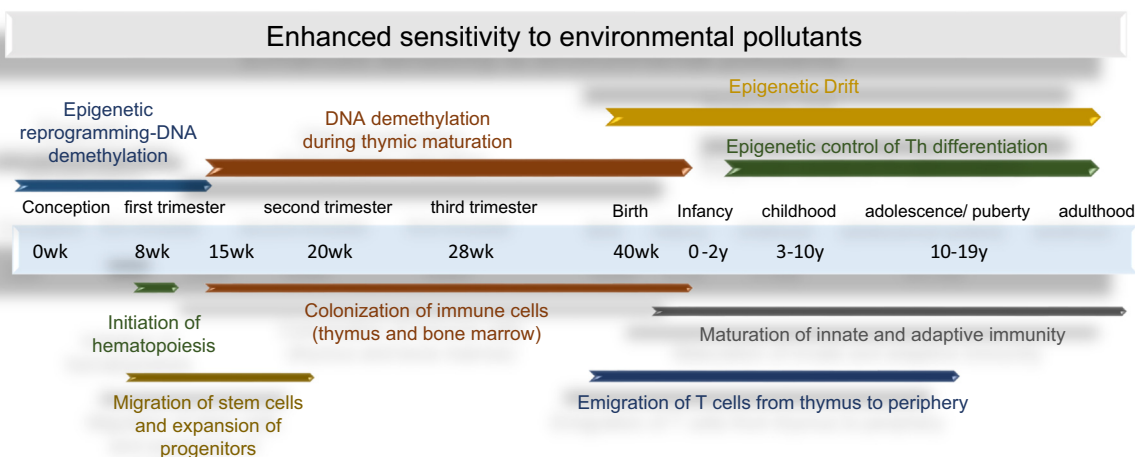 Enhanced sensitivity to environmental pollutants
Epigenetic
reprogramming-DNA
demethylation
DNA demethylation
during thymic maturation
Epigenetic Drift
Epigenetic control of Th differentiation
Conception first trimester second trimester third trimester Birth Infancy childhood adolescence/ puberty adulthood
0wk 8wk 15wk 20wk 28wk 40wk 0-2y 3-10y 10-19y
Initiation of
hematopoiesis
Colonization of immune cells
(thymus and bone marrow)
Maturation of innate and adaptive immunity
Migration of stem cells
and expansion of
progenitors
Emigration of T cells from thymus to periphery